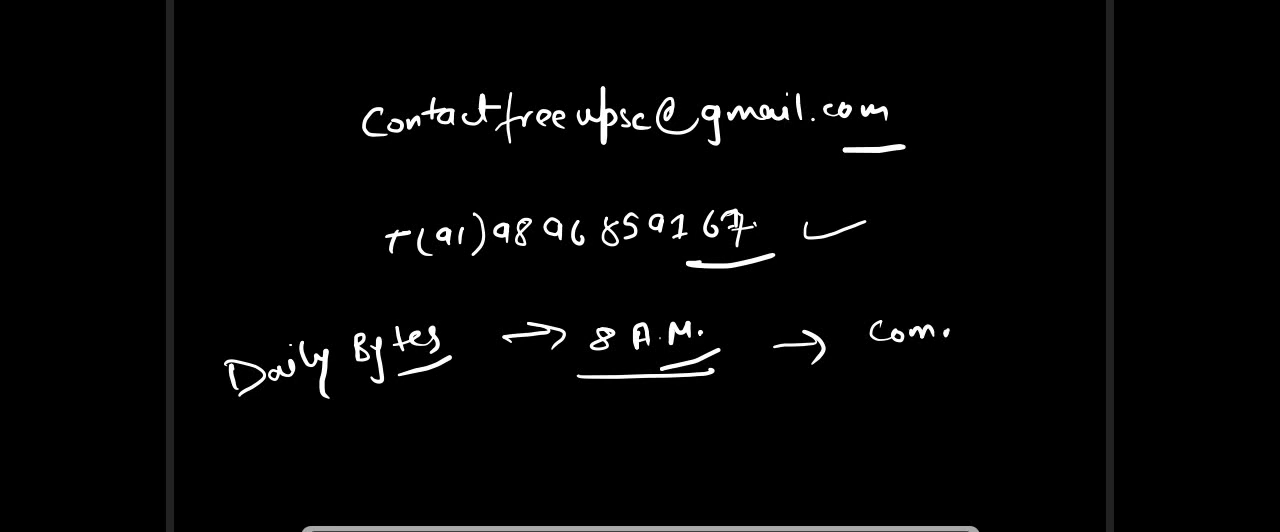 Contactfreeupsc@gmail.com
+(91)9896859167.
Daily Bytes → 8 A.M. → Com.